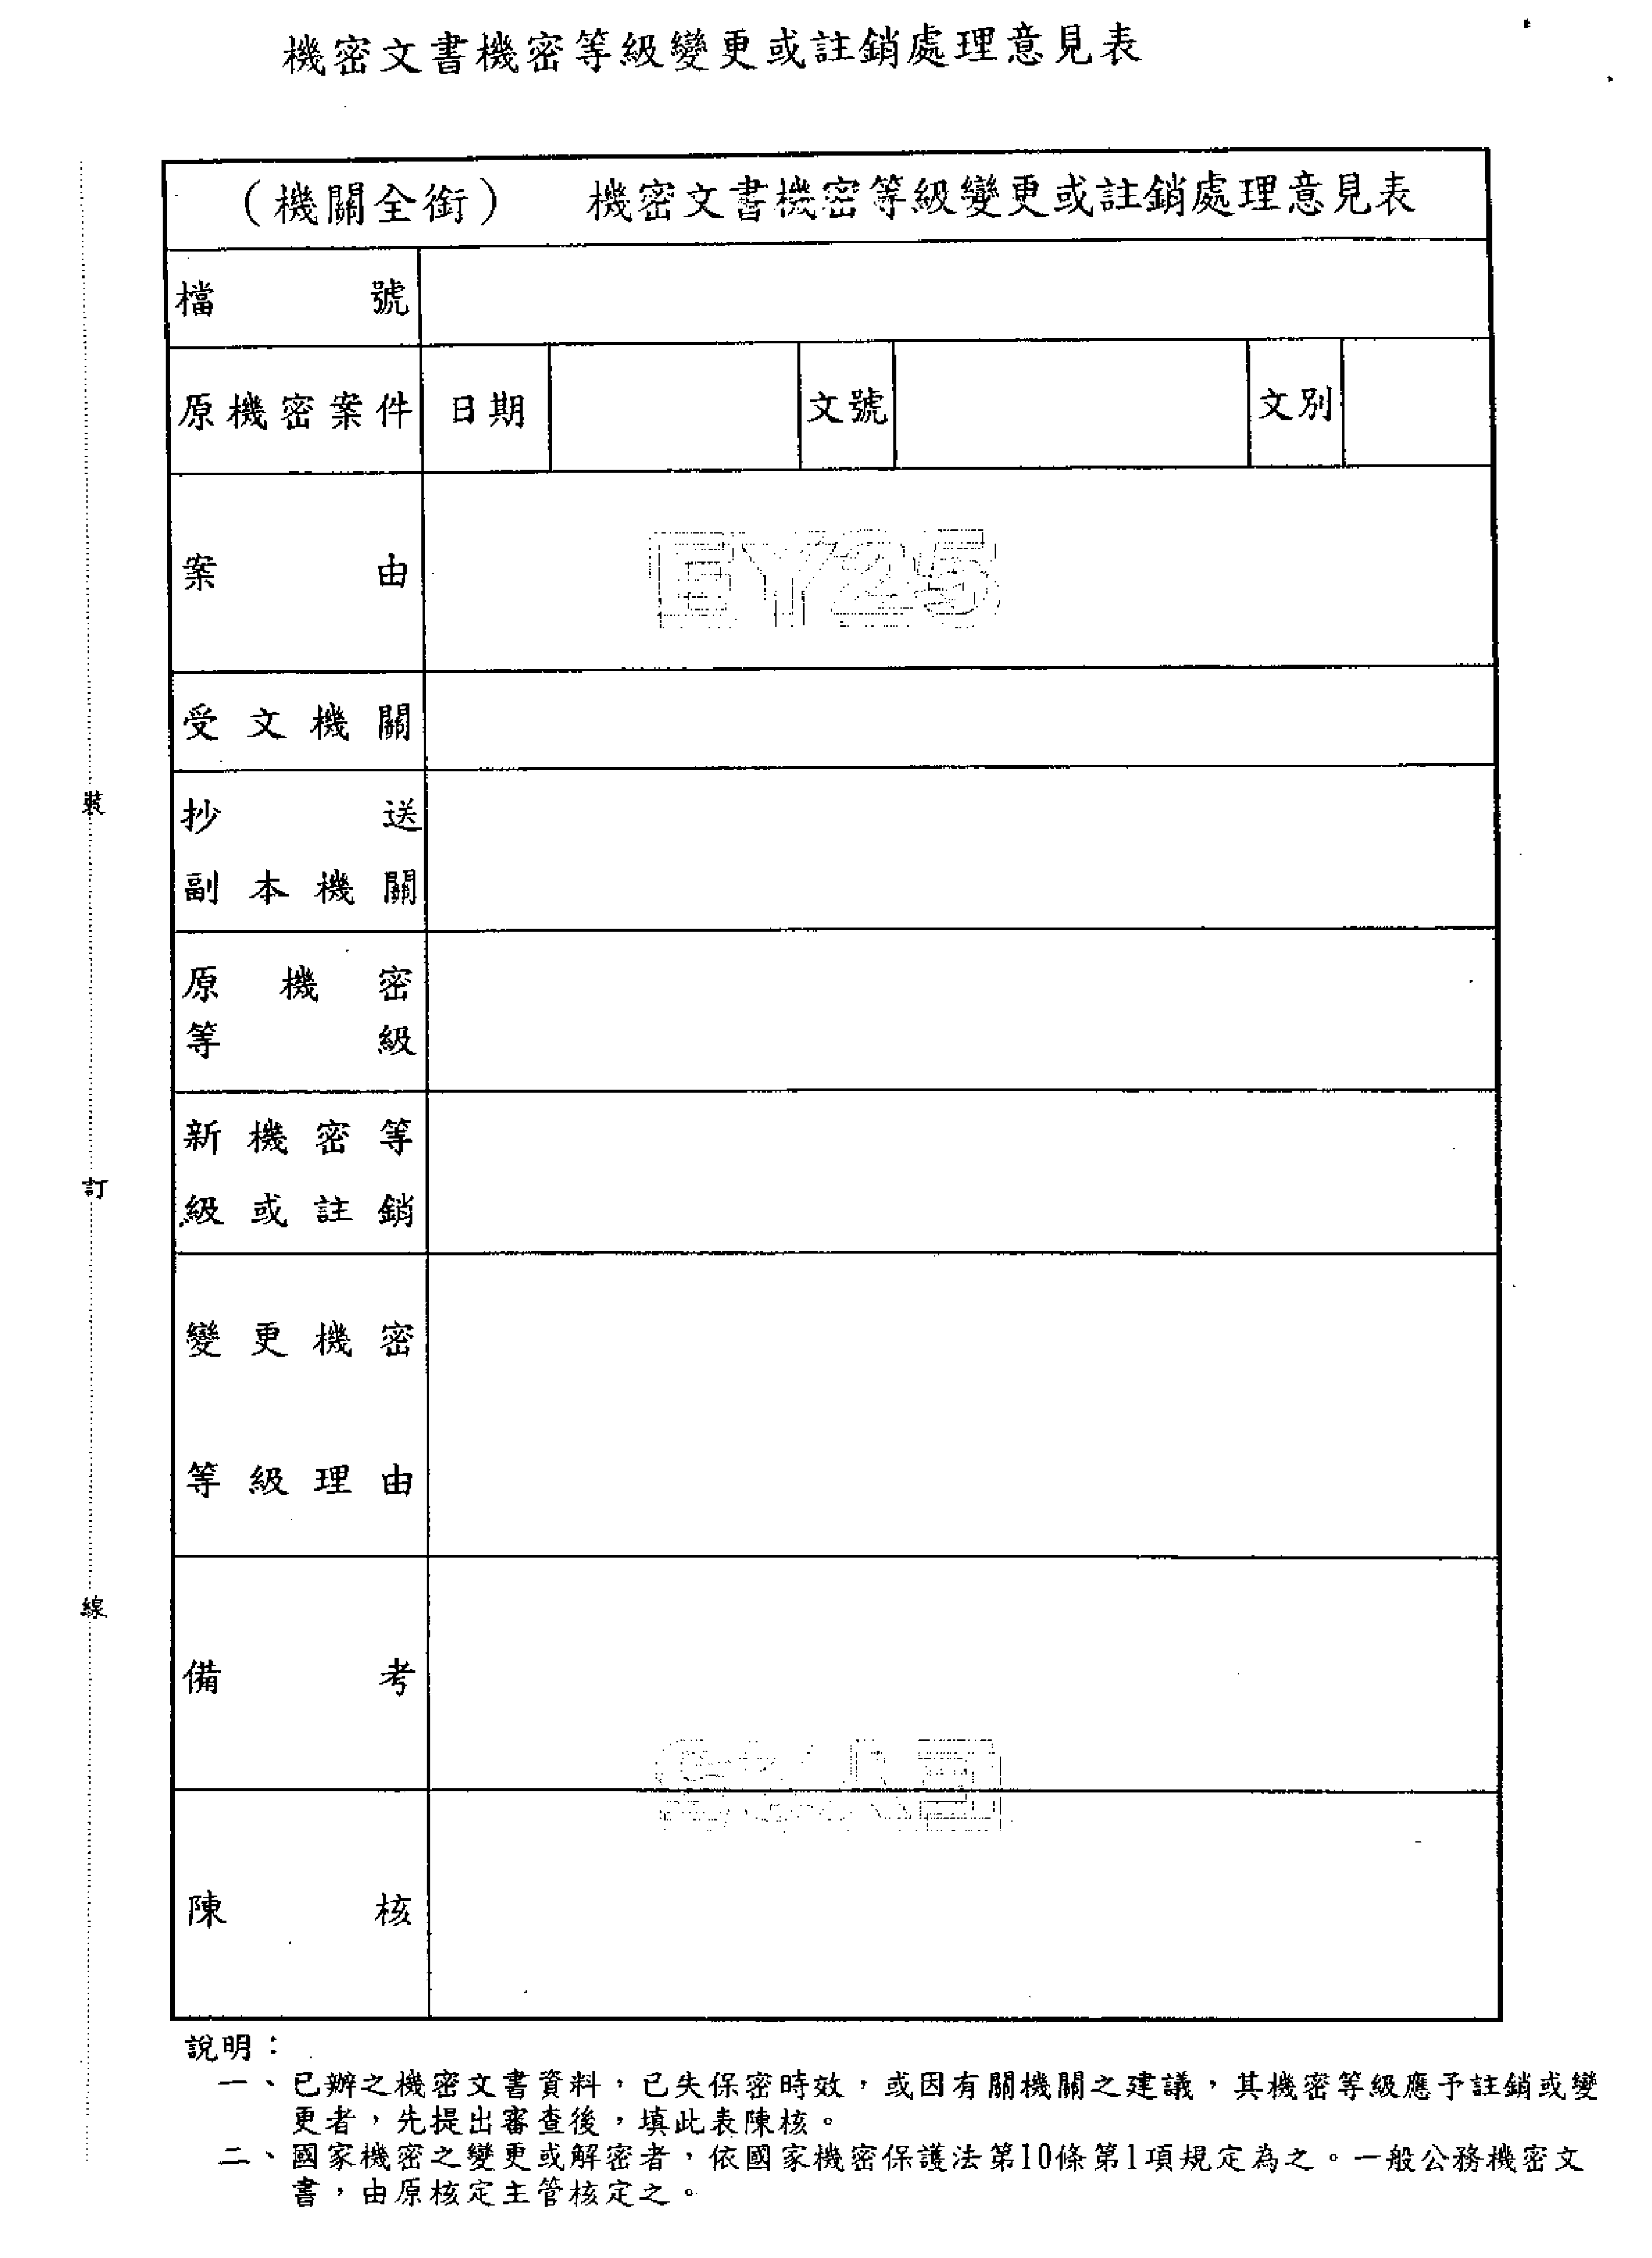 機密文書機密等級變更或註銷處理意見表
（機關全銜） 機密文書機密等級變更或註銷處理意見表
檔號
原機密案件 日期 文號 文別
案由
EY25
受文機關
抄送
副本機關
原機密
等級
新機密等
級或註銷
變更機密
等級理由
備考
陳核
裝
訂
線
說明：
一、已辦之機密文書資料，已失保密時效，或因有關機關之建議，其機密等級應予註銷或變
更者，先提出審查後，填此表陳核。
二、國家機密之變更或解密者，依國家機密保護法第10條第1項規定為之。一般公務機密文
書，由原核定主管核定之。